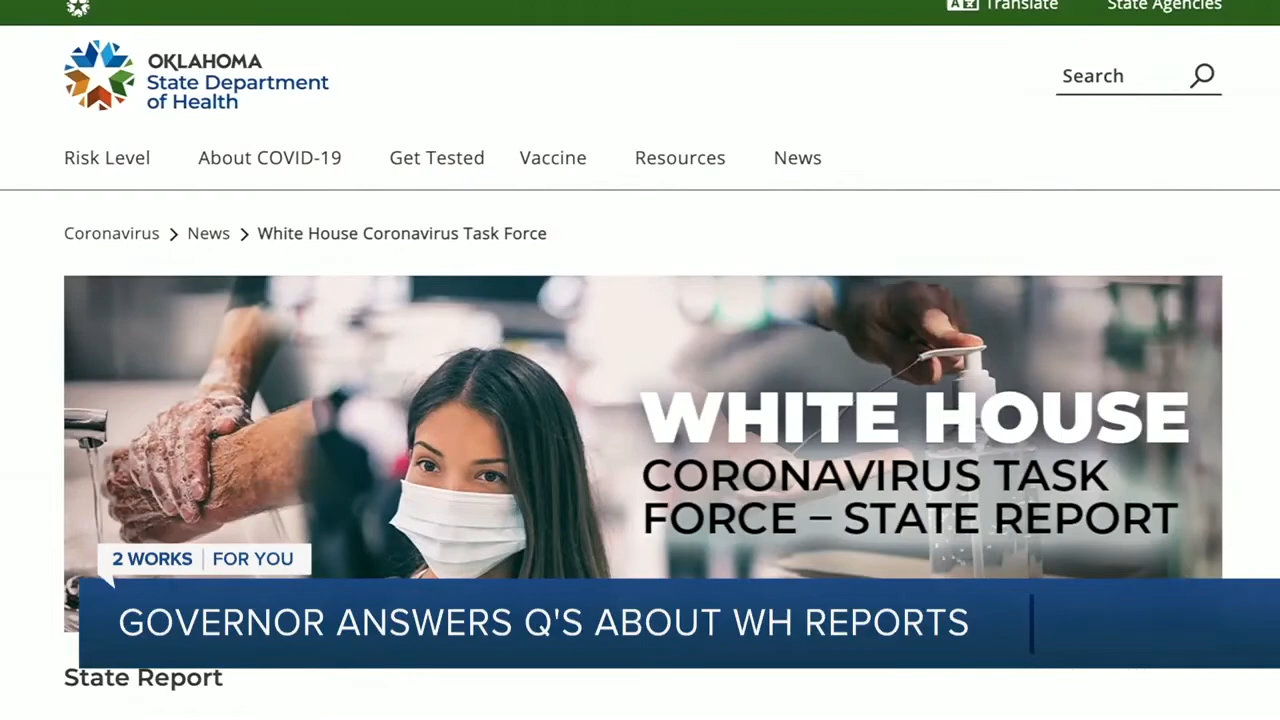 Translate
State Agencies
OKLAHOMA
State Department
of Health
Search
Risk Level
About COVID-19
Get Tested
Vaccine
Resources
News
Coronavirus > News > White House Coronavirus Task Force
WHITE HOUSE
CORONAVIRUS TASK
FORCE – STATE REPORT
2 WORKS | FOR YOU
GOVERNOR ANSWERS Q'S ABOUT WH REPORTS
State Report